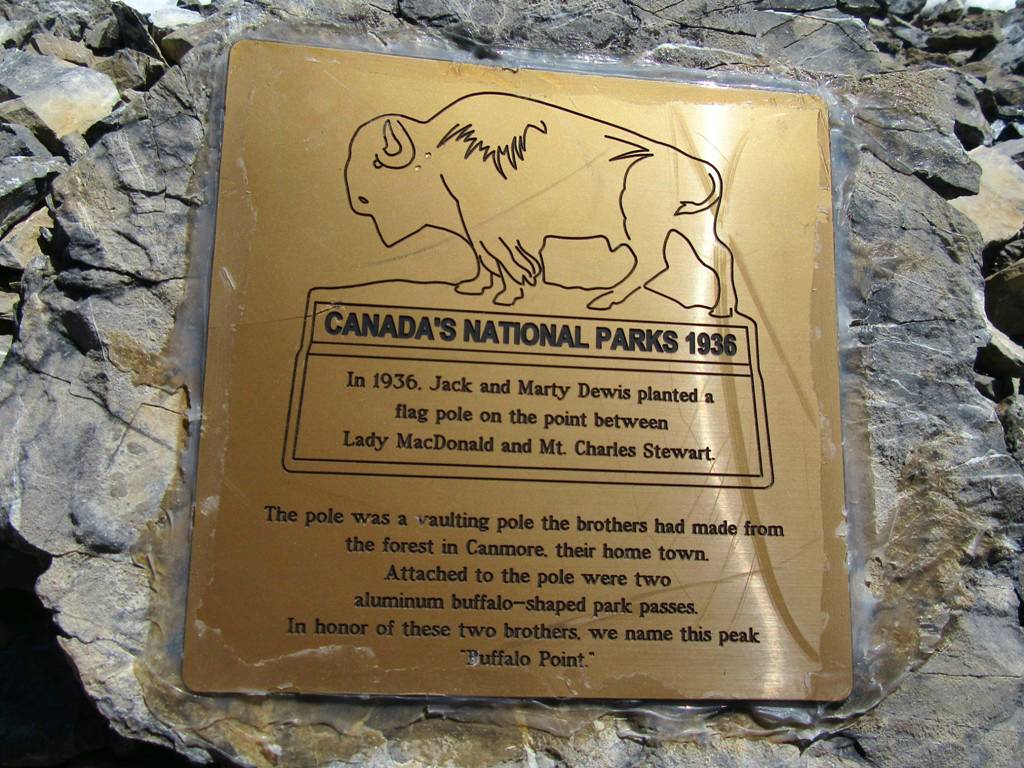 CANADA'S NATIONAL PARKS 1936
In 1936, Jack and Marty Dewis planted a
flag pole on the point between
Lady MacDonald and Mt. Charles Stewart.
The pole was a vaulting pole the brothers had made from
the forest in Canmore, their home town.
Attached to the pole were two
aluminum buffalo-shaped park passes.
In honor of these two brothers, we name this peak
"Buffalo Point."